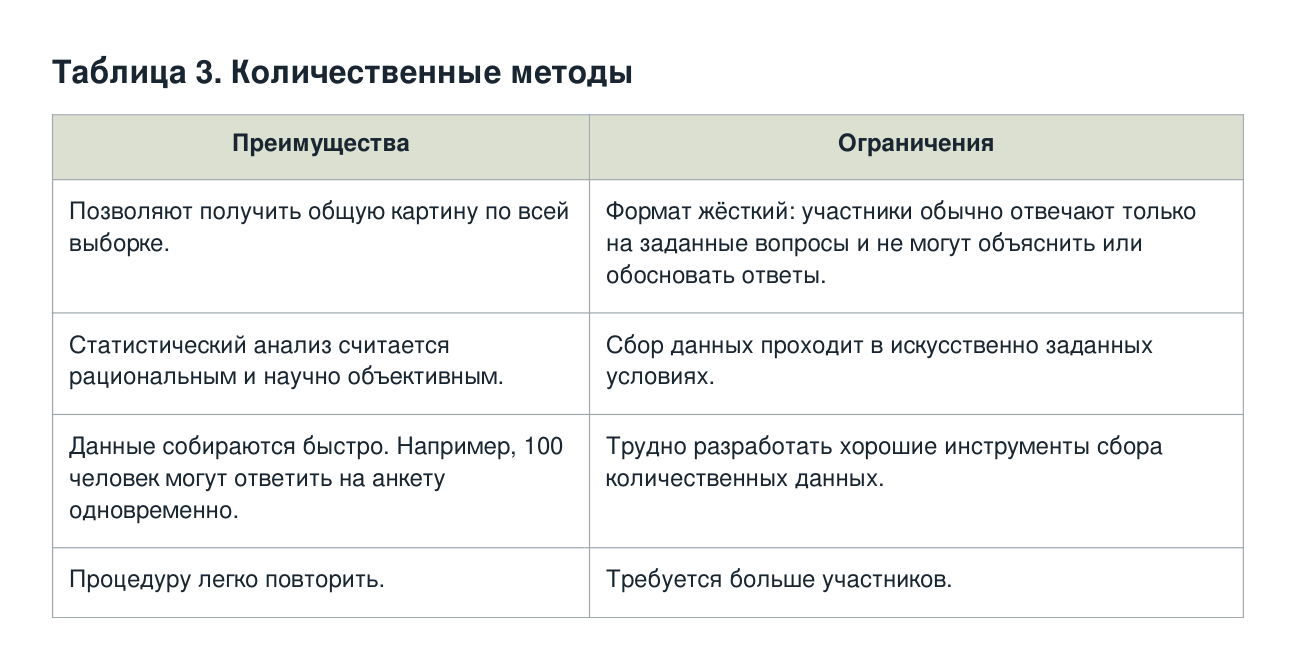 Таблица 3. Количественные методы
Преимущества
Ограничения
Позволяют получить общую картину по всей
выборке.
Формат жёсткий: участники обычно отвечают только
на заданные вопросы и не могут объяснить или
обосновать ответы.
Статистический анализ считается
рациональным и научно объективным.
Сбор данных проходит в искусственно заданных
условиях.
Данные собираются быстро. Например, 100
человек могут ответить на анкету
одновременно.
Трудно разработать хорошие инструменты сбора
количественных данных.
Процедуру легко повторить.
Требуется больше участников.